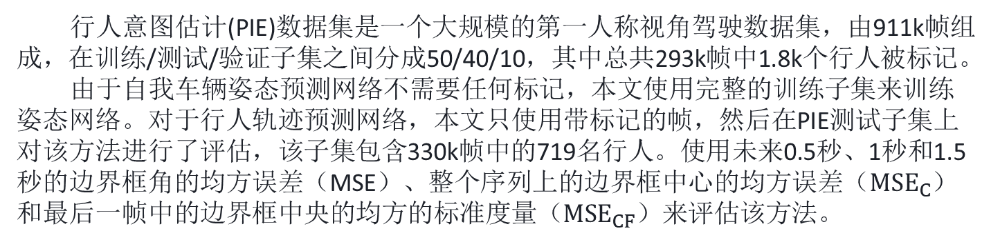 行人意图估计(PIE)数据集是一个大规模的第一人称视角驾驶数据集，由911k帧组
成，在训练/测试/验证子集之间分成50/40/10，其中总共293k帧中1.8k个行人被标记。
由于自我车辆姿态预测网络不需要任何标记，本文使用完整的训练子集来训练
姿态网络。对于行人轨迹预测网络，本文只使用带标记的帧，然后在PIE测试子集上
对该方法进行了评估，该子集包含330k帧中的719名行人。使用未来0.5秒、1秒和1.5
秒的边界框角的均方误差（MSE）、整个序列上的边界框中心的均方误差（MSE_C）
和最后一帧中的边界框中央的均方的标准度量（MSE_CF）来评估该方法。